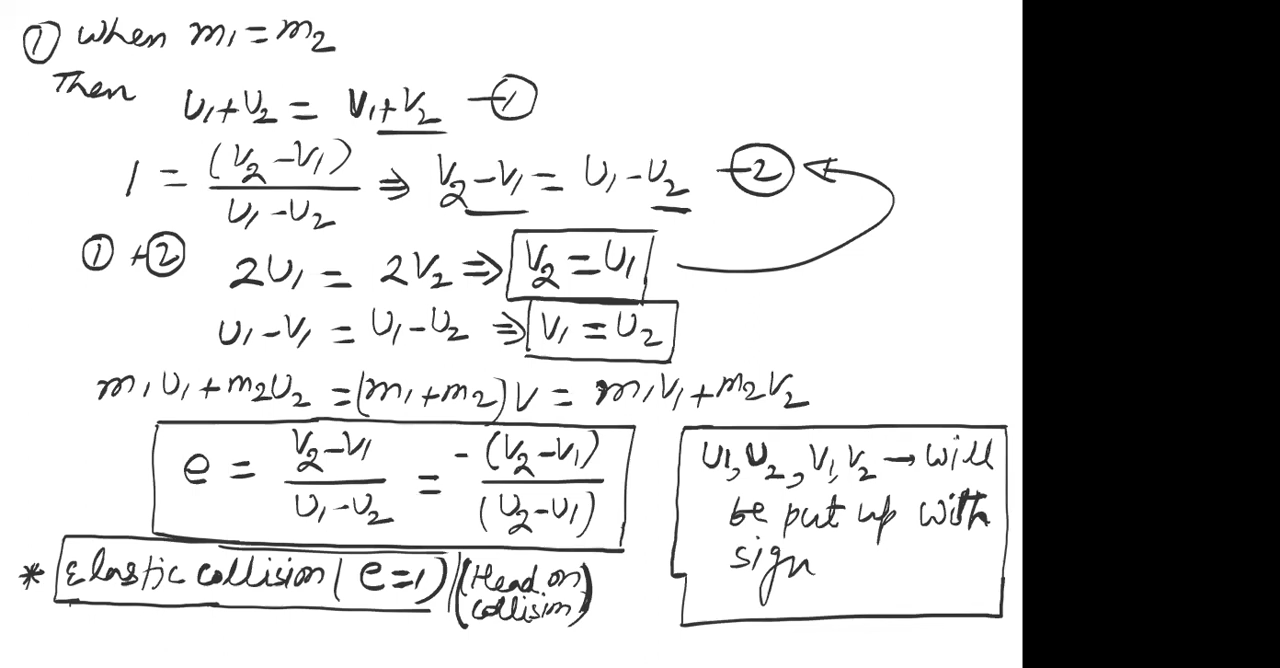 ① when m₁ = m₂
Then
U₁+U₂ = V₁+V₂ —①
1 = (V₂-V₁)/(U₁-U₂) ⇒ V₂-V₁ = U₁-U₂ —②
①+② 2U₁ = 2V₂ ⇒ V₂ = U₁
U₁-V₁ = U₁-U₂ ⇒ V₁ = U₂
m₁U₁+m₂U₂ = (m₁+m₂)V = m₁V₁+m₂V₂
e = (V₂-V₁)/(U₁-U₂) = -(V₂-V₁)/(U₂-U₁)
U₁, U₂, V₁, V₂ → will
be put up with
sign
* Elastic collision (e=1) (Head on
collision)